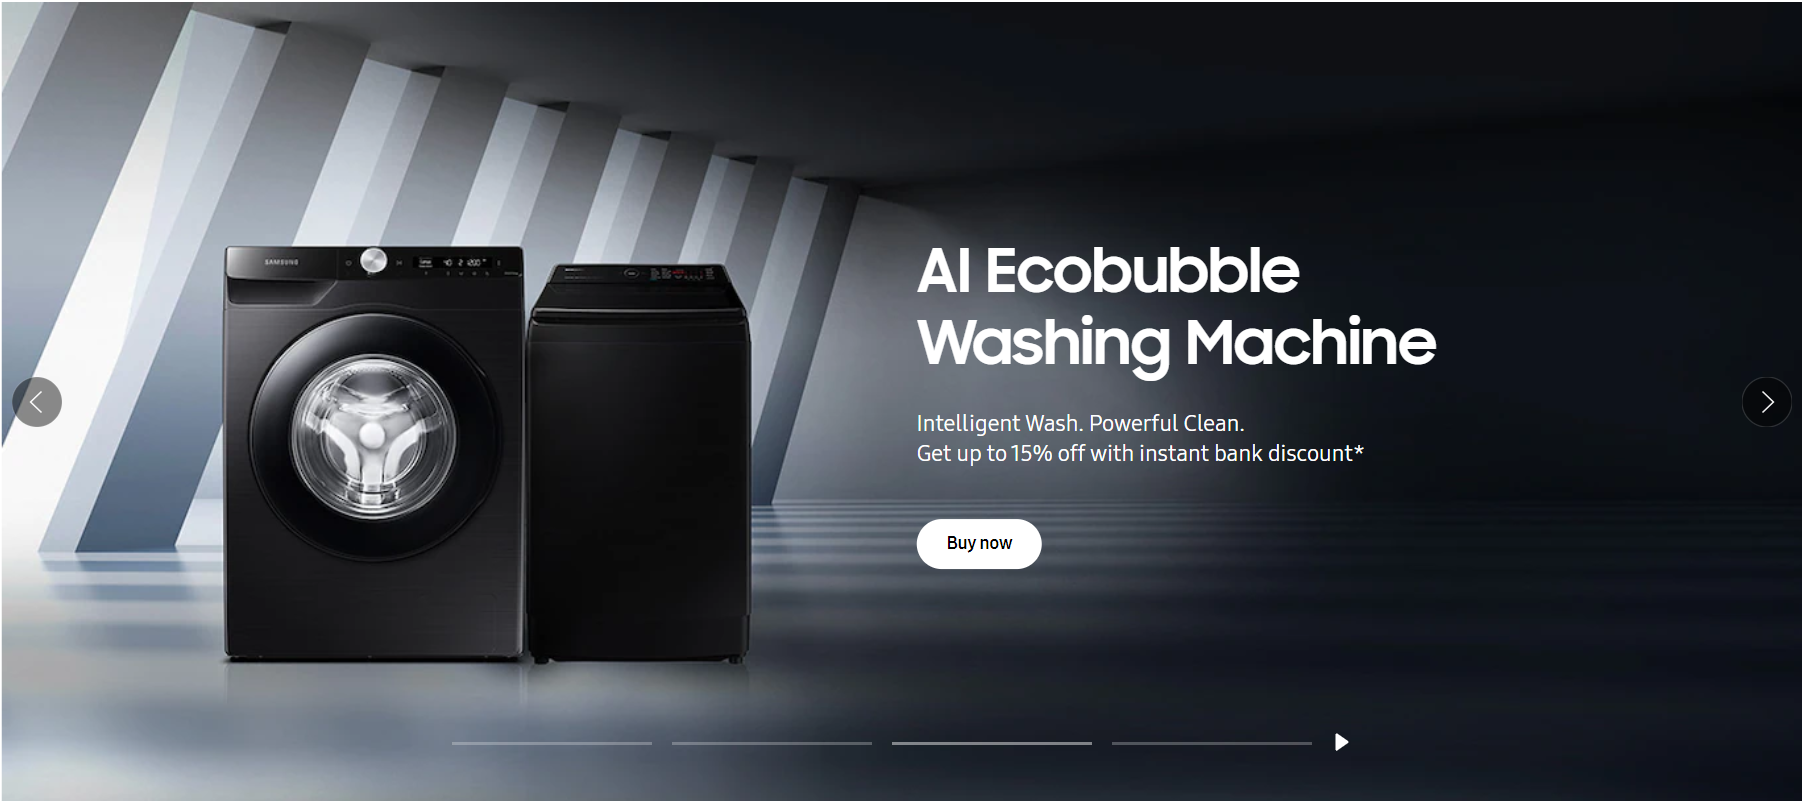 SAMSUNG
AI Ecobubble
Washing Machine
Intelligent Wash. Powerful Clean.
Get up to 15% off with instant bank discount*
Buy now